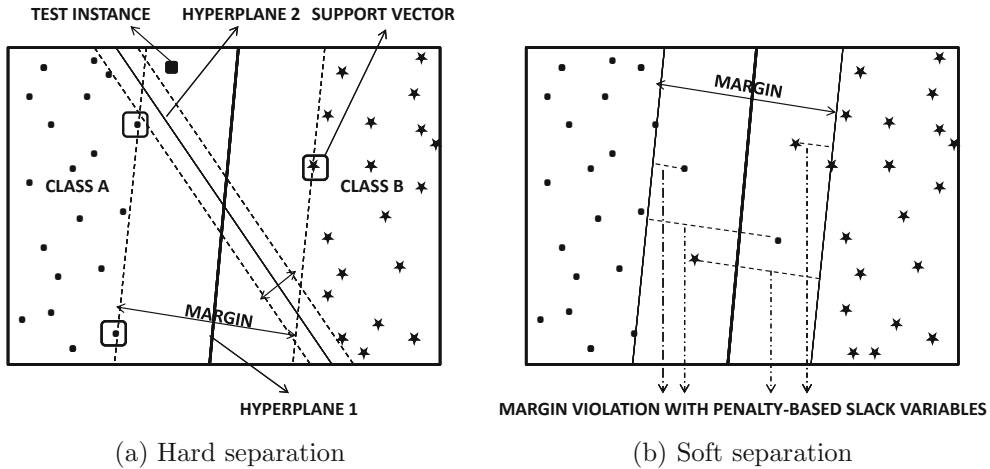 TEST INSTANCE HYPERPLANE 2 SUPPORT VECTOR
CLASS A
CLASS B
MARGIN
HYPERPLANE 1
(a) Hard separation
MARGIN
MARGIN VIOLATION WITH PENALTY-BASED SLACK VARIABLES
(b) Soft separation